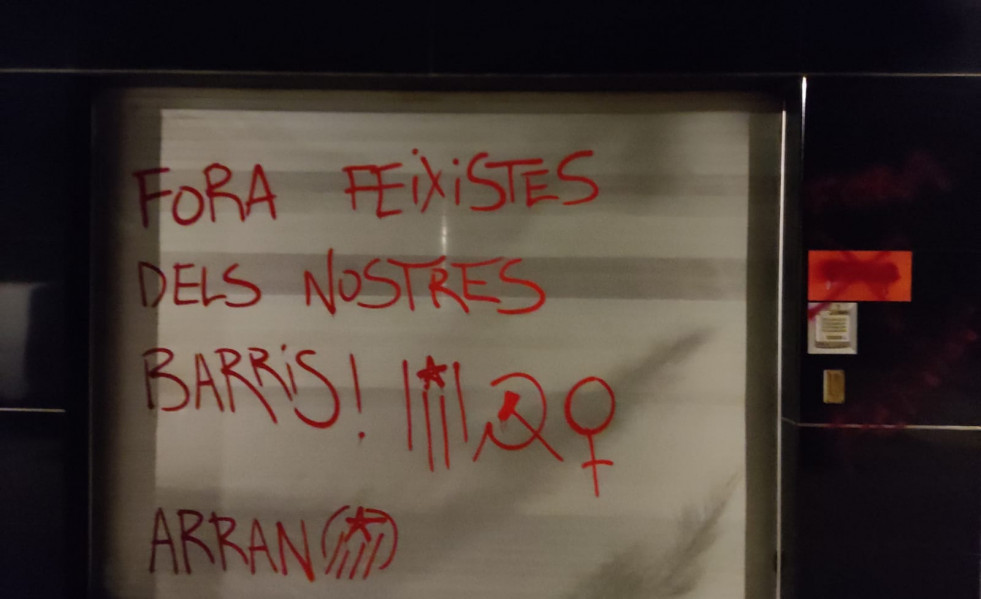 FORA FEiXiSTES
DELS NOSTRES
BARRiS!
ARRAN